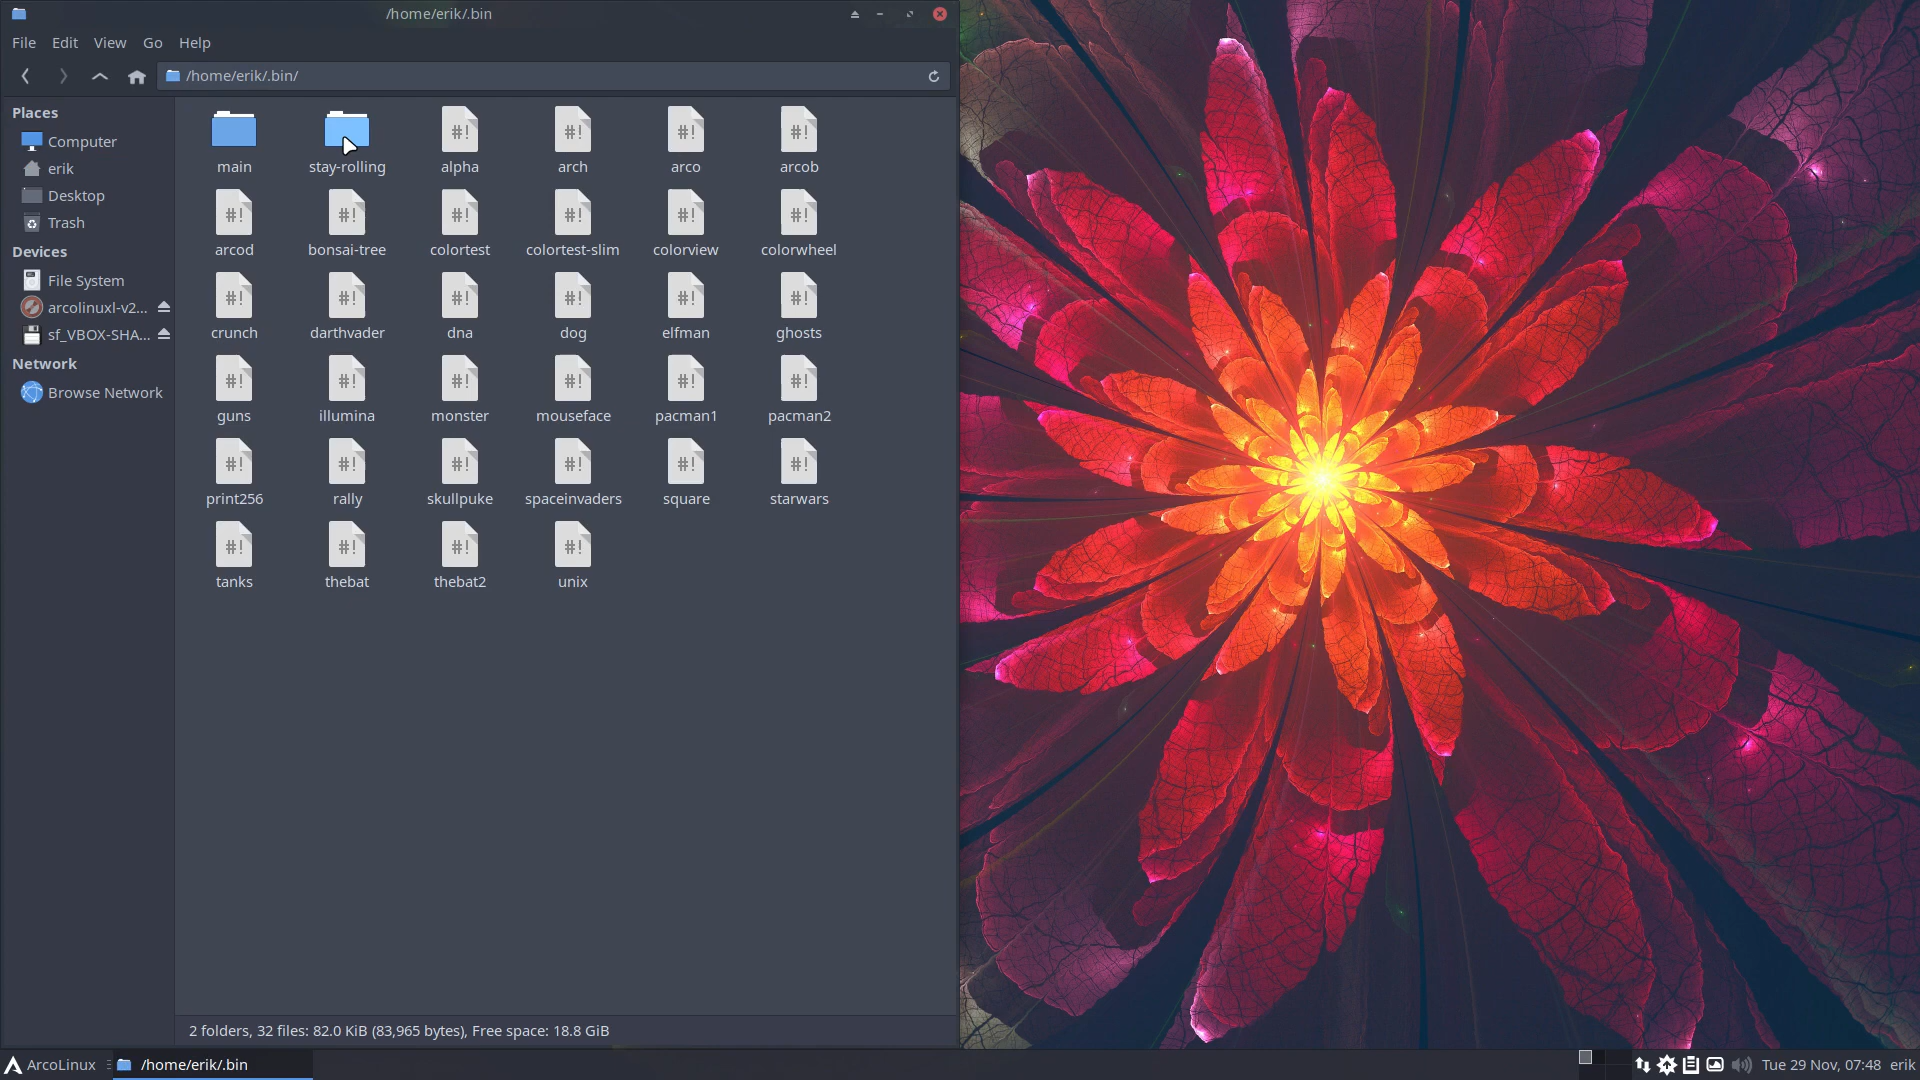 /home/erik/.bin
File Edit View Go Help
/home/erik/.bin/
Places
Computer
erik
Desktop
Trash
Devices
File System
arcolinuxl-v2...
sf_VBOX-SHA...
Network
Browse Network
main stay-rolling alpha arch arco arcob
arcod bonsai-tree colortest colortest-slim colorview colorwheel
crunch darthvader dna dog elfman ghosts
guns illumina monster mouseface pacman1 pacman2
print256 rally skullpuke spaceinvaders square starwars
tanks thebat thebat2 unix
2 folders, 32 files: 82.0 KiB (83,965 bytes), Free space: 18.8 GiB
ArcoLinux /home/erik/.bin Tue 29 Nov, 07:48 erik